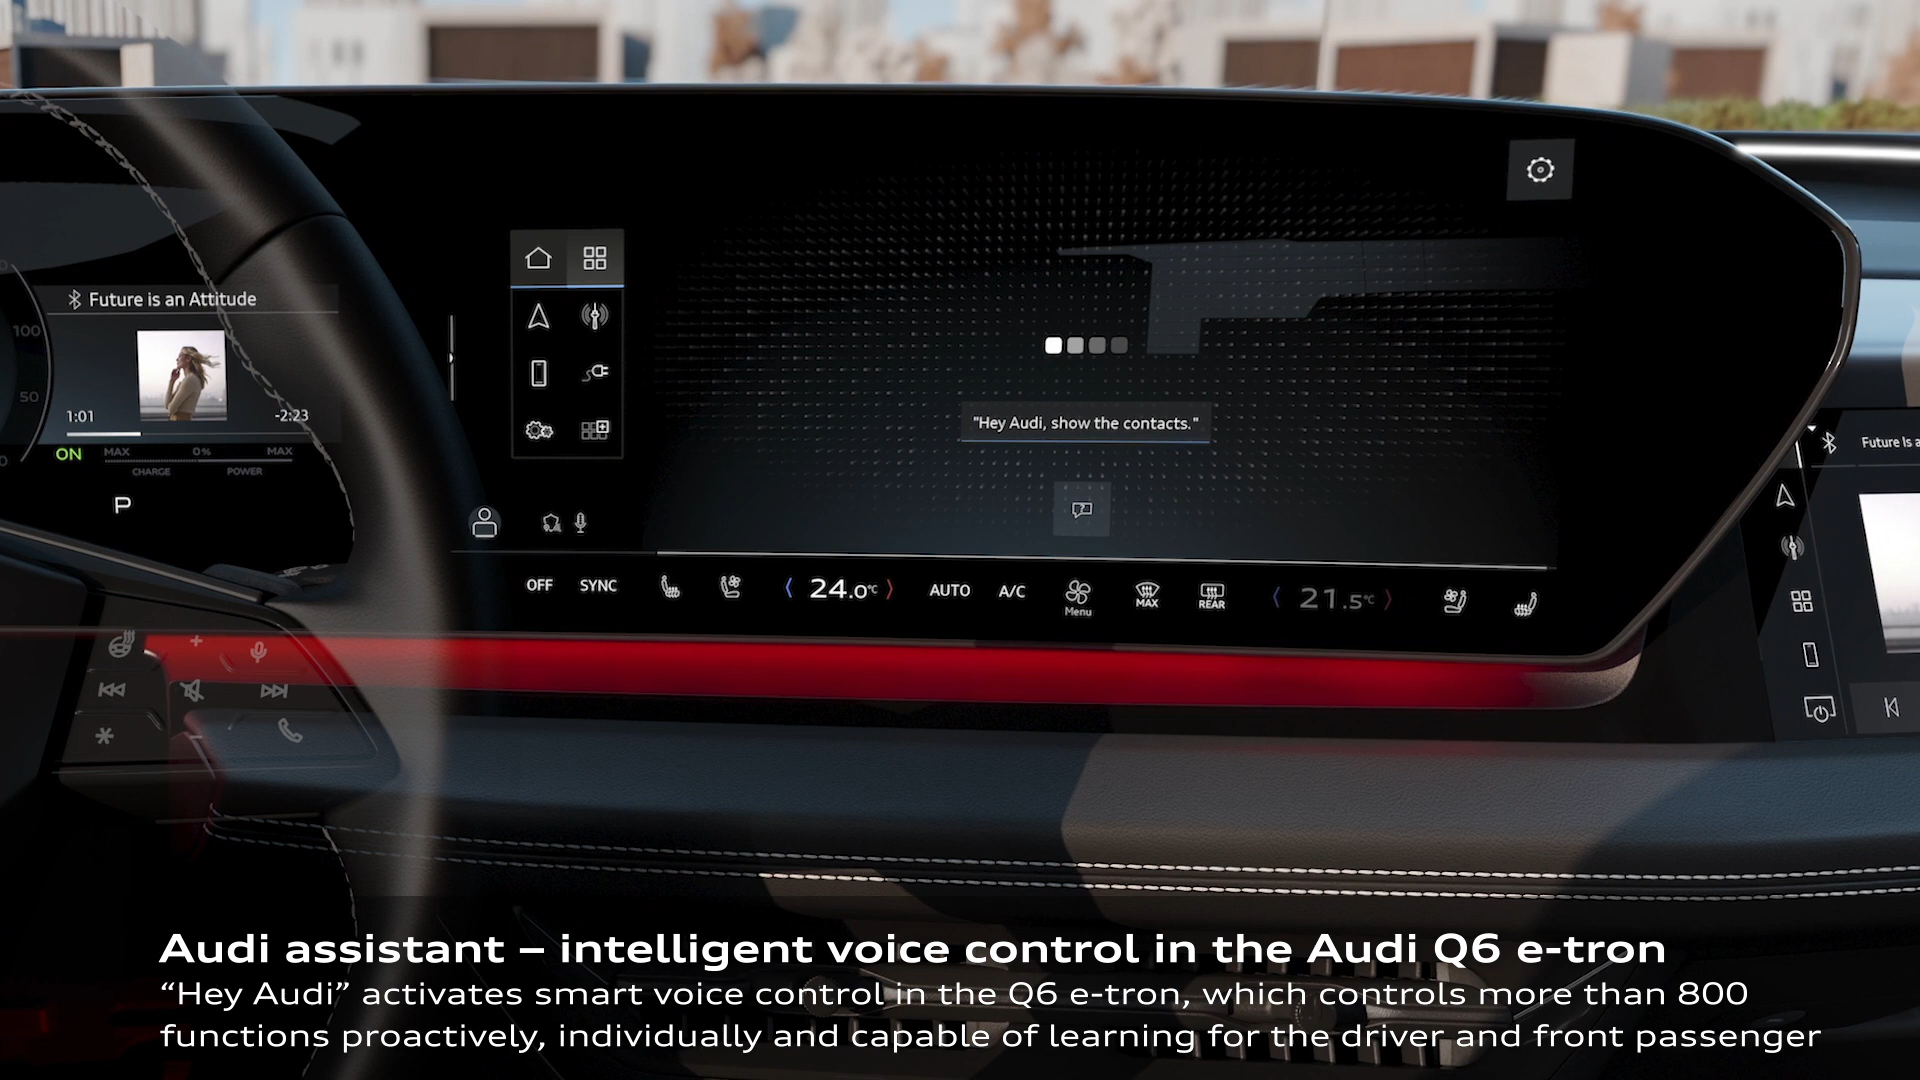 Future is an Attitude
100
50
1:01
-2:23
ON
MAX
0%
MAX
CHARGE
POWER
P
"Hey Audi, show the contacts."
OFF
SYNC
24.0°C
AUTO
A/C
Menu
MAX
REAR
21.5°C
Future is a
Audi assistant – intelligent voice control in the Audi Q6 e-tron
“Hey Audi” activates smart voice control in the Q6 e-tron, which controls more than 800
functions proactively, individually and capable of learning for the driver and front passenger